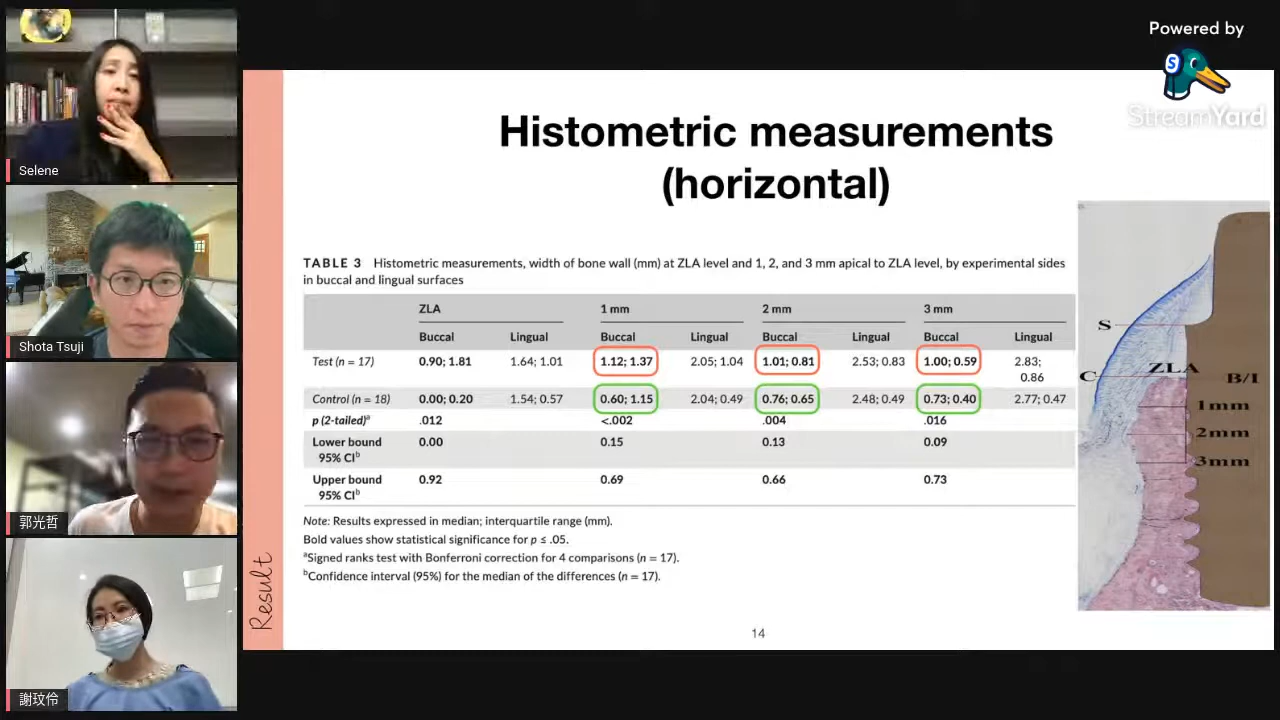 Powered by
StreamYard
Selene
Shota Tsuji
郭光哲
謝玟伶
Result
Histometric measurements
(horizontal)
TABLE 3 Histometric measurements, width of bone wall (mm) at ZLA level and 1, 2, and 3 mm apical to ZLA level, by experimental sides
in buccal and lingual surfaces
ZLA 1 mm 2 mm 3 mm
Buccal Lingual Buccal Lingual Buccal Lingual Buccal Lingual
Test (n = 17) 0.90; 1.81 1.64; 1.01 1.12; 1.37 2.05; 1.04 1.01; 0.81 2.53; 0.83 1.00; 0.59 2.83;
0.86
Control (n = 18) 0.00; 0.20 1.54; 0.57 0.60; 1.15 2.04; 0.49 0.76; 0.65 2.48; 0.49 0.73; 0.40 2.77; 0.47
p (2-tailed)ᵃ .012 <.002 .004 .016
Lower bound 0.00 0.15 0.13 0.09
95% CIᵇ
Upper bound 0.92 0.69 0.66 0.73
95% CIᵇ
Note: Results expressed in median; interquartile range (mm).
Bold values show statistical significance for p ≤ .05.
ᵃSigned ranks test with Bonferroni correction for 4 comparisons (n = 17).
ᵇConfidence interval (95%) for the median of the differences (n = 17).
S
C ZLA B/I
1mm
2mm
3mm
14